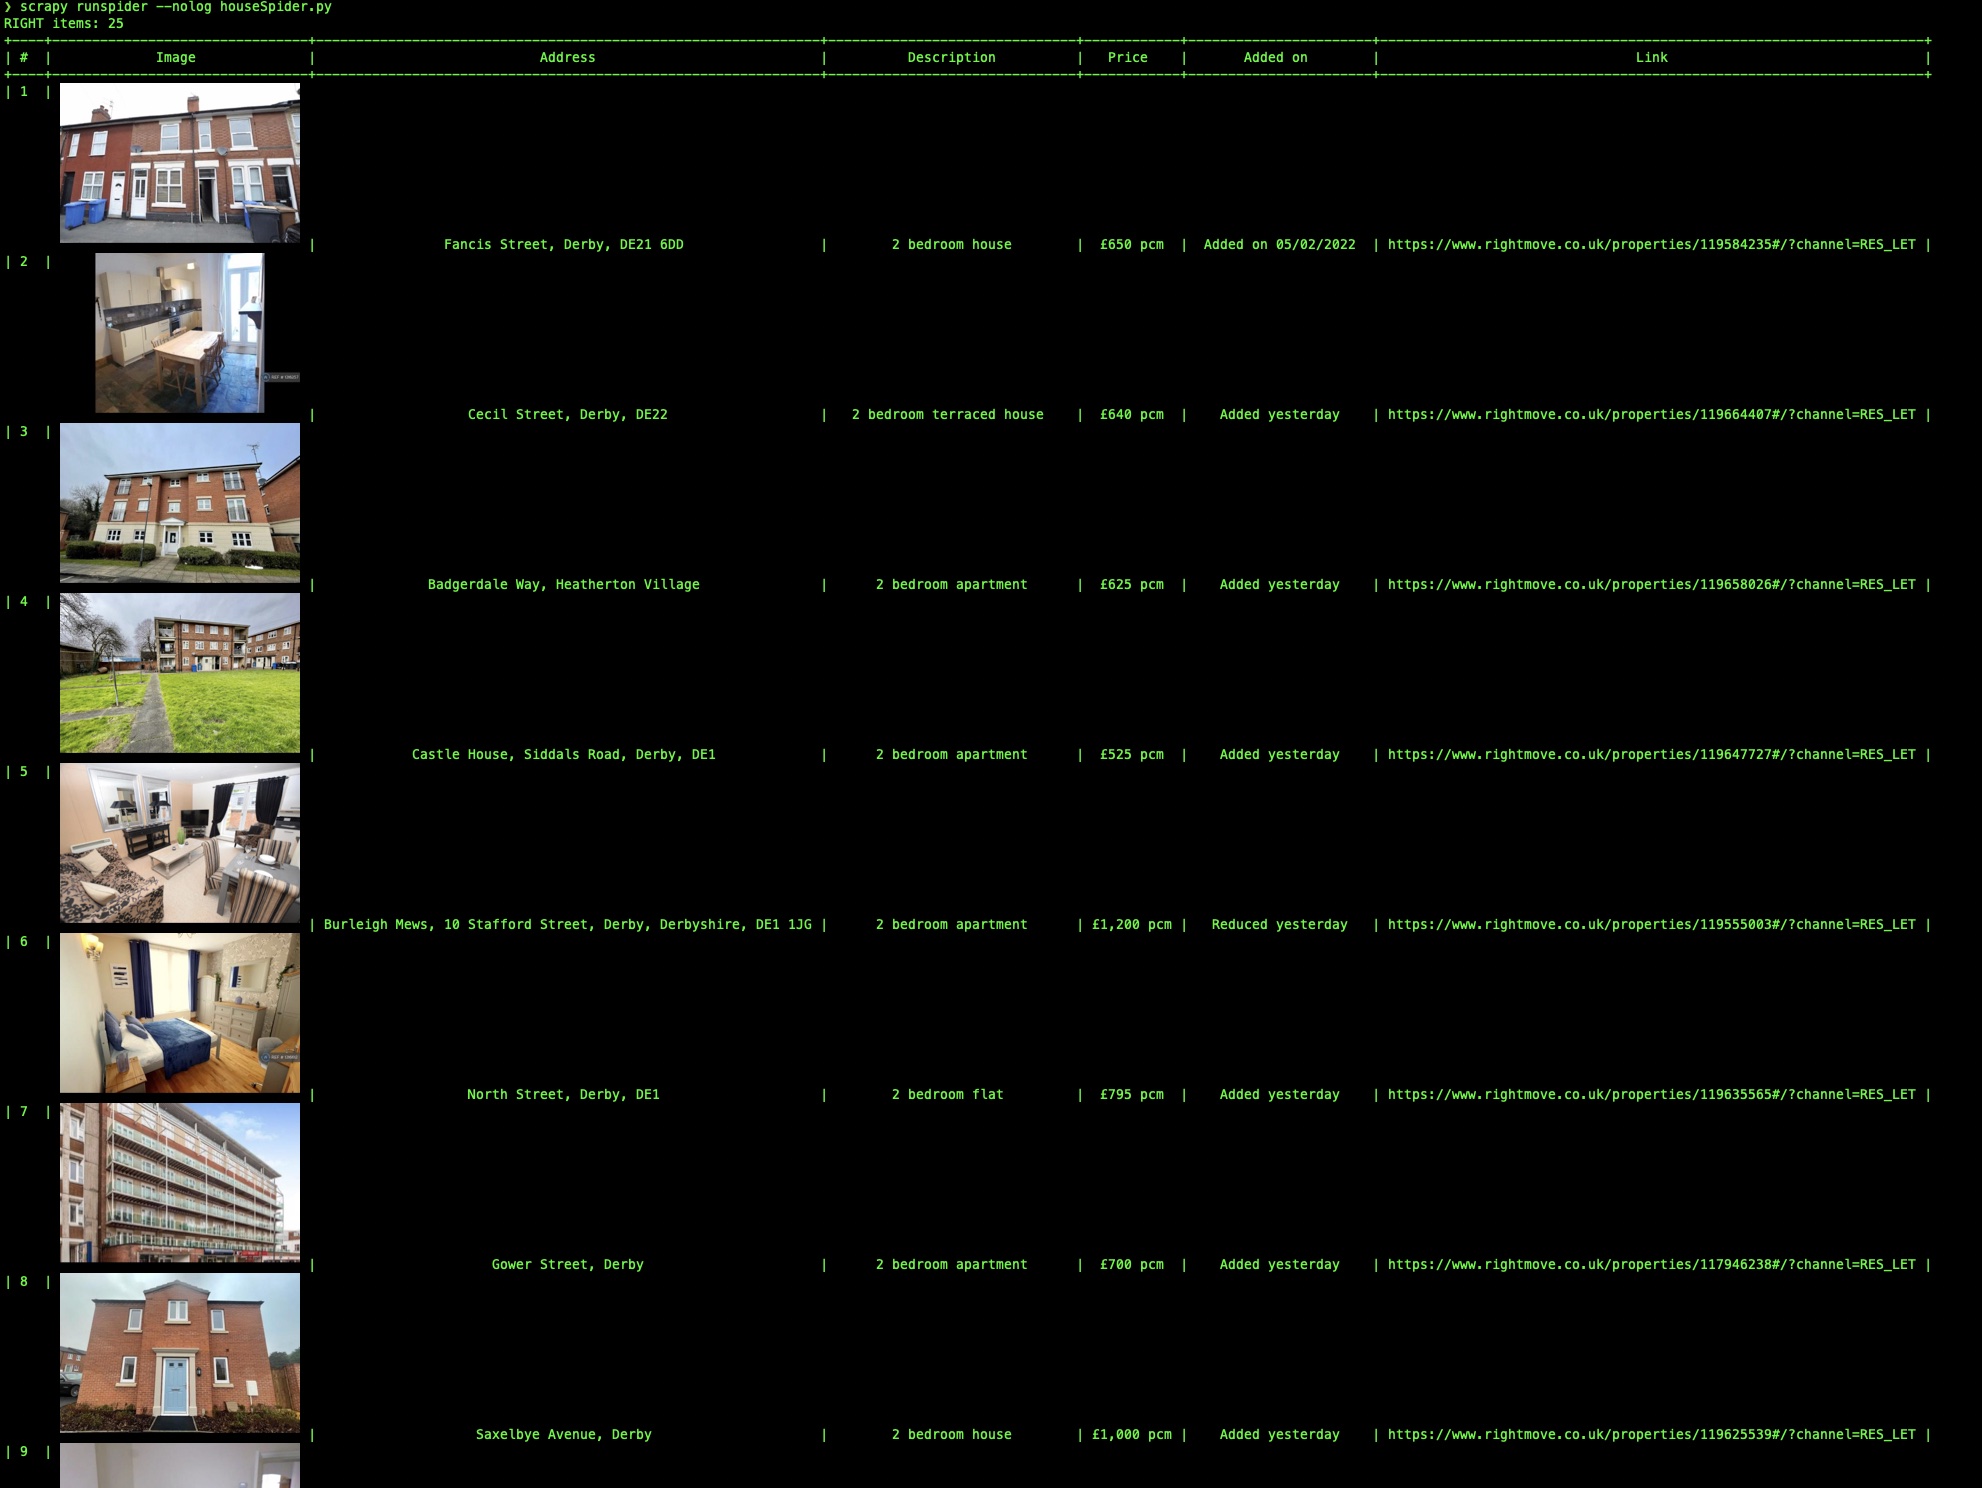 ❯ scrapy runspider --nolog houseSpider.py
RIGHT items: 25
| # | Image | Address | Description | Price | Added on | Link |
| 1 |
| Fancis Street, Derby, DE21 6DD | 2 bedroom house | £650 pcm | Added on 05/02/2022 | https://www.rightmove.co.uk/properties/119584235#/?channel=RES_LET |
| 2 |
| Cecil Street, Derby, DE22 | 2 bedroom terraced house | £640 pcm | Added yesterday | https://www.rightmove.co.uk/properties/119664407#/?channel=RES_LET |
| 3 |
| Badgerdale Way, Heatherton Village | 2 bedroom apartment | £625 pcm | Added yesterday | https://www.rightmove.co.uk/properties/119658026#/?channel=RES_LET |
| 4 |
| Castle House, Siddals Road, Derby, DE1 | 2 bedroom apartment | £525 pcm | Added yesterday | https://www.rightmove.co.uk/properties/119647727#/?channel=RES_LET |
| 5 |
| Burleigh Mews, 10 Stafford Street, Derby, Derbyshire, DE1 1JG | 2 bedroom apartment | £1,200 pcm | Reduced yesterday | https://www.rightmove.co.uk/properties/119555003#/?channel=RES_LET |
| 6 |
| North Street, Derby, DE1 | 2 bedroom flat | £795 pcm | Added yesterday | https://www.rightmove.co.uk/properties/119635565#/?channel=RES_LET |
| 7 |
| Gower Street, Derby | 2 bedroom apartment | £700 pcm | Added yesterday | https://www.rightmove.co.uk/properties/117946238#/?channel=RES_LET |
| 8 |
| Saxelbye Avenue, Derby | 2 bedroom house | £1,000 pcm | Added yesterday | https://www.rightmove.co.uk/properties/119625539#/?channel=RES_LET |
| 9 |